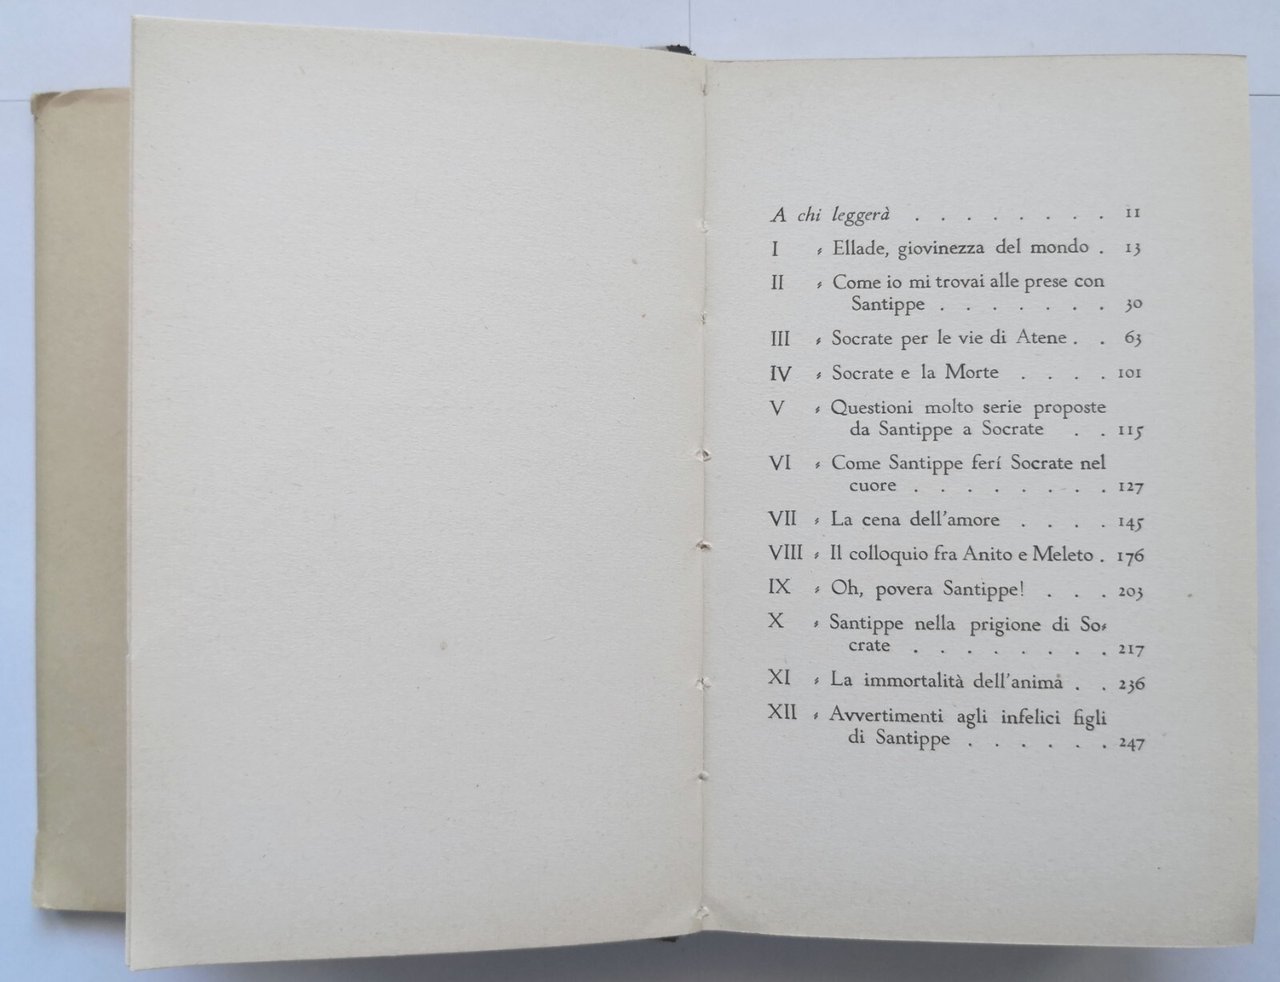 A chi leggerà . . . . . . . . 11
I - Ellade, giovinezza del mondo . 13
II - Come io mi trovai alle prese con
Santippe . . . . . . . 30
III - Socrate per le vie di Atene . . 63
IV - Socrate e la Morte . . . . 101
V - Questioni molto serie proposte
da Santippe a Socrate . . 115
VI - Come Santippe ferí Socrate nel
cuore . . . . . . . . 127
VII - La cena dell'amore . . . . 145
VIII - Il colloquio fra Anito e Meleto . 176
IX - Oh, povera Santippe! . . . 203
X - Santippe nella prigione di So-
crate . . . . . . . . 217
XI - La immortalità dell'anima . . 236
XII - Avvertimenti agli infelici figli
di Santippe . . . . . . 247